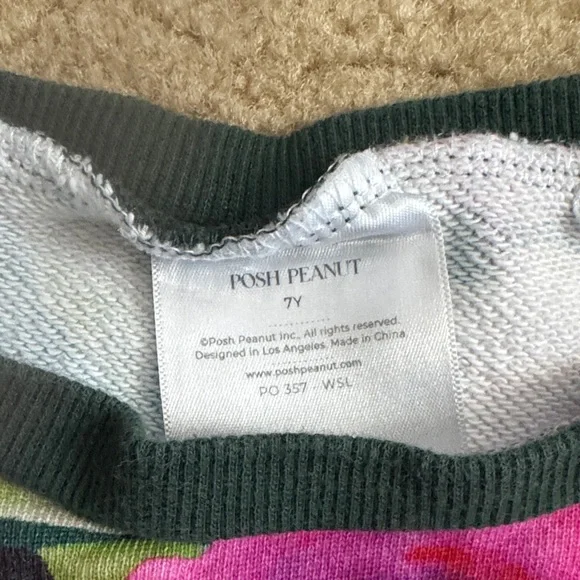 POSH PEANUT
7Y
©Posh Peanut Inc., All rights reserved.
Designed in Los Angeles. Made in China
www.poshpeanut.com
PO 357 - WSL